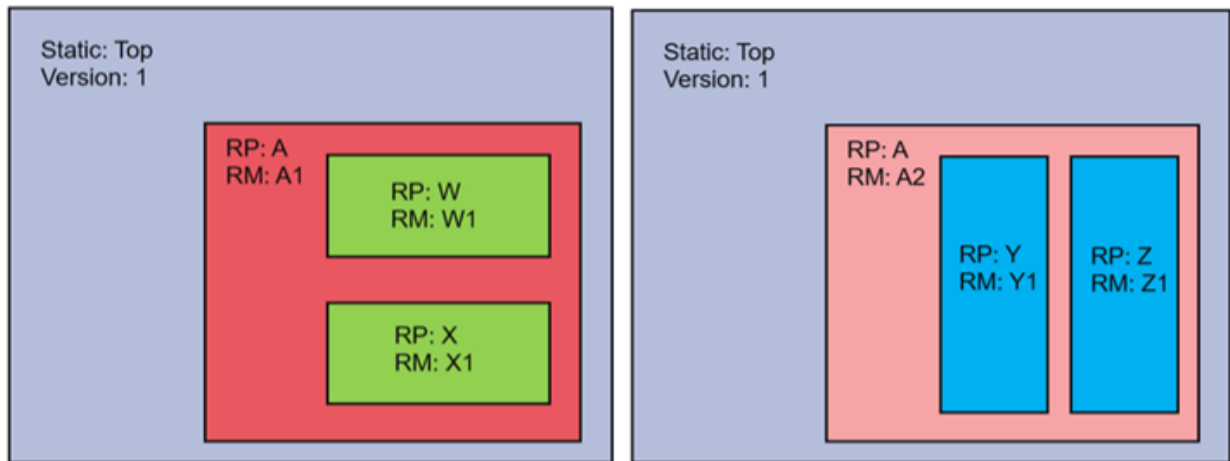 Static: Top
Version: 1
RP: A
RM: A1
RP: W
RM: W1
RP: X
RM: X1
Static: Top
Version: 1
RP: A
RM: A2
RP: Y
RM: Y1
RP: Z
RM: Z1